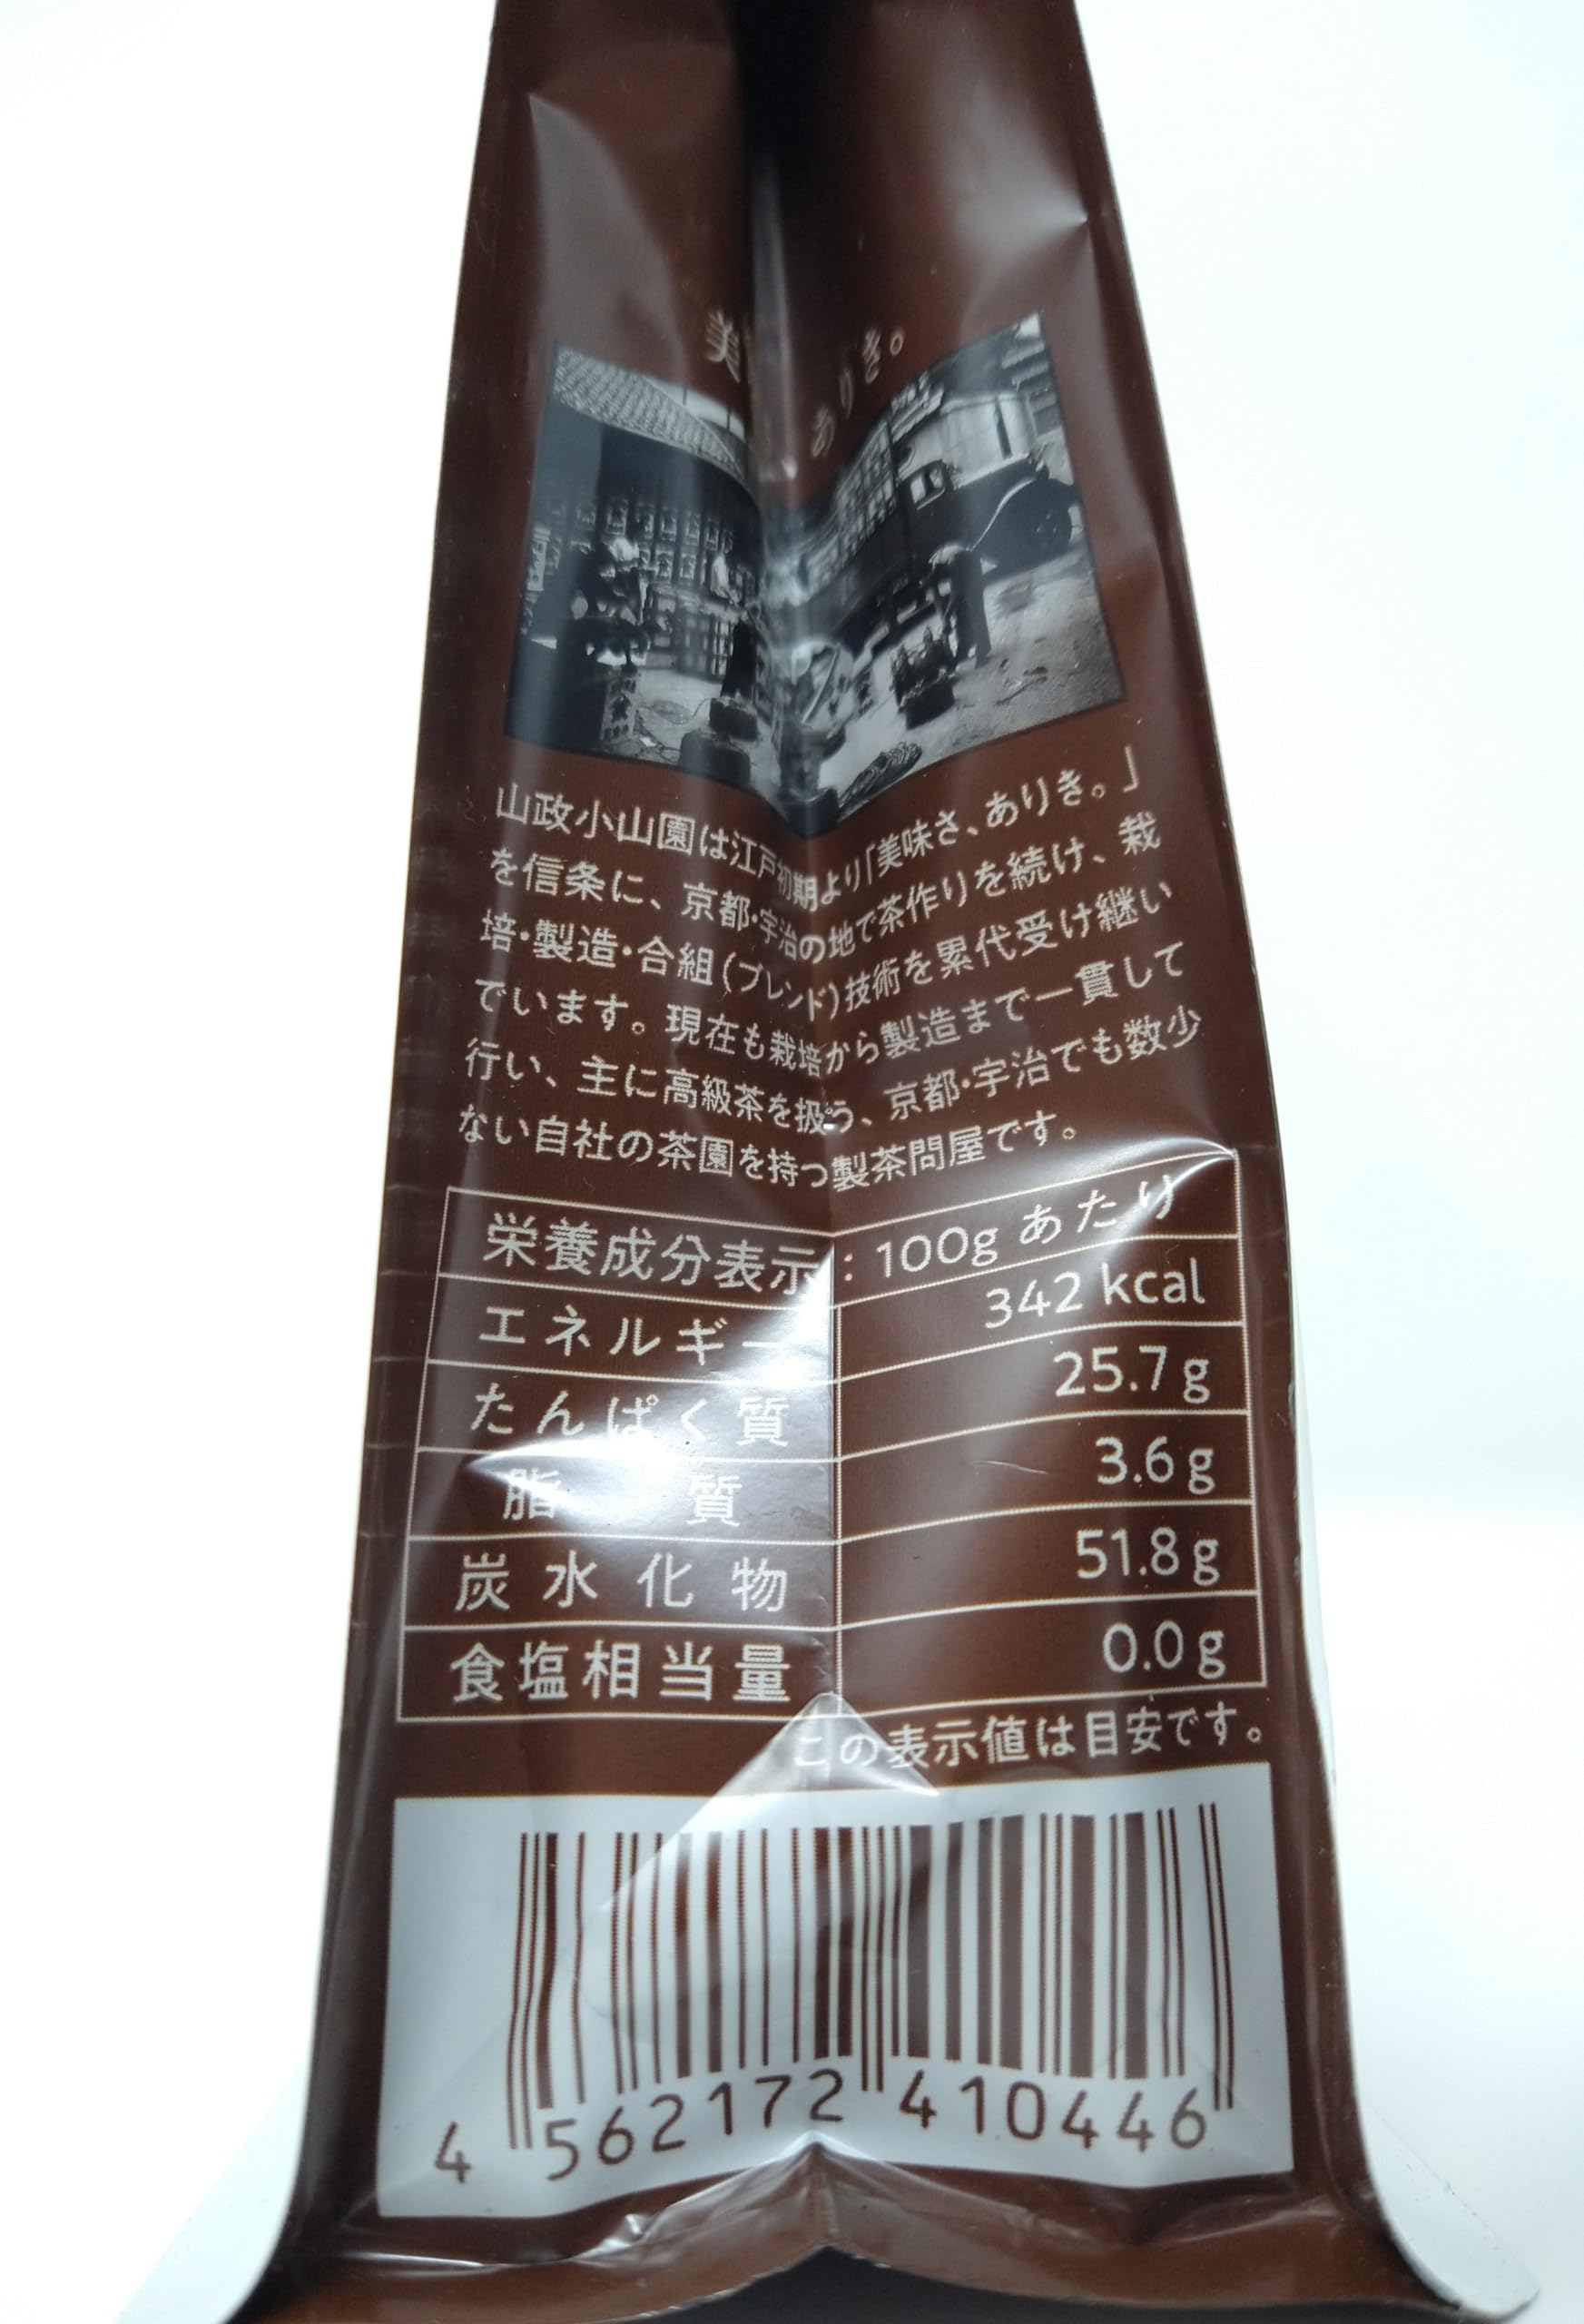 美
ありき。
山政小山園は江戸初期より「美味さ、ありき。」
を信条に、京都・宇治の地で茶作りを続け、栽
培・製造・合組(ブレンド)技術を累代受け継い
でいます。現在も栽培から製造まで一貫して
行い、主に高級茶を扱う、京都・宇治でも数少
ない自社の茶園を持つ製茶問屋です。
栄養成分表示:100gあたり
エネルギー 342 kcal
たんぱく質 25.7g
脂質 3.6g
炭水化物 51.8g
食塩相当量 0.0g
この表示値は目安です。
4 562172 410446